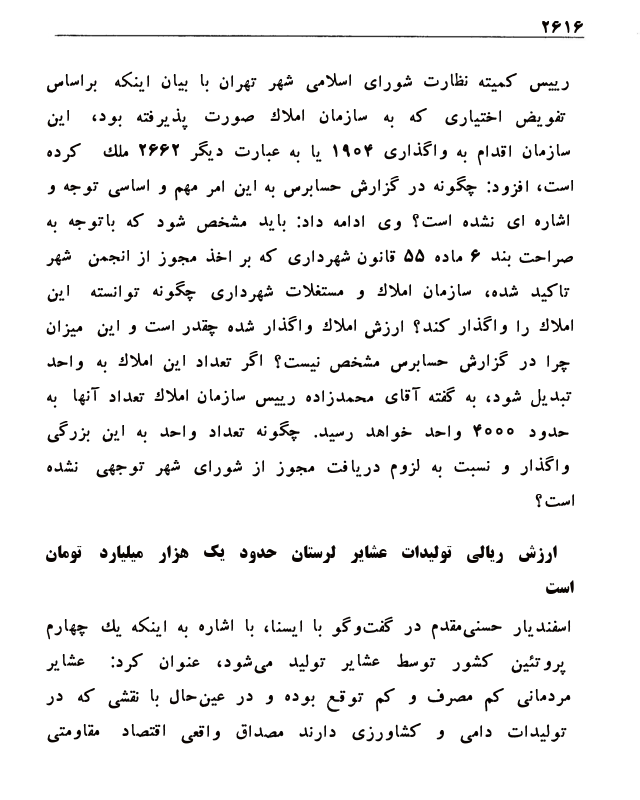 ۲۶۱۶
رییس کمیته نظارت شورای اسلامی شهر تهران با بیان اینکه براساس
تفویض اختیاری که به سازمان املاک صورت پذیرفته بود، این
سازمان اقدام به واگذاری ۱۹۰۴ یا به عبارت دیگر ۲۶۶۲ ملک کرده
است، افزود: چگونه در گزارش حسابرس به این امر مهم و اساسی توجه و
اشاره ای نشده است؟ وی ادامه داد: باید مشخص شود که باتوجه به
صراحت بند ۶ ماده ۵۵ قانون شهرداری که بر اخذ مجوز از انجمن شهر
تاکید شده، سازمان املاک و مستغلات شهرداری چگونه توانسته این
املاک را واگذار کند؟ ارزش املاک واگذار شده چقدر است و این میزان
چرا در گزارش حسابرس مشخص نیست؟ اگر تعداد این املاک به واحد
تبدیل شود، به گفته آقای محمدزاده رییس سازمان املاک تعداد آنها به
حدود ۴۰۰۰ واحد خواهد رسید. چگونه تعداد واحد به این بزرگی
واگذار و نسبت به لزوم دریافت مجوز از شورای شهر توجهی نشده
است؟
ارزش ریالی تولیدات عشایر لرستان حدود یک هزار میلیارد تومان
است
اسفندیار حسنی‌مقدم در گفت‌وگو با ایسنا، با اشاره به اینکه یک چهارم
پروتئین کشور توسط عشایر تولید می‌شود، عنوان کرد: عشایر
مردمانی کم مصرف و کم توقع بوده و در عین‌حال با نقشی که در
تولیدات دامی و کشاورزی دارند مصداق واقعی اقتصاد مقاومتی